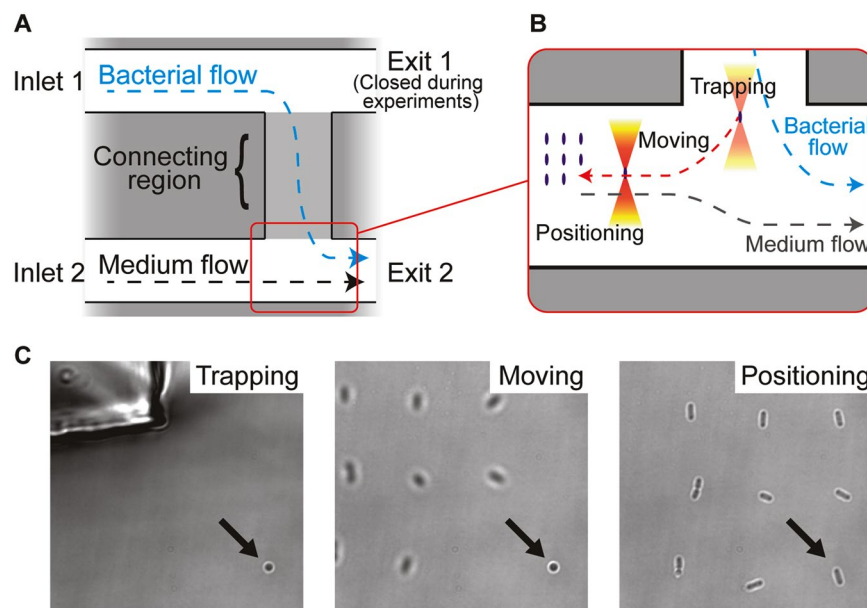 A
Inlet 1
Bacterial flow
Exit 1
(Closed during
experiments)
Connecting
region
{
Inlet 2
Medium flow
Exit 2
B
Trapping
Moving
Bacterial
flow
Positioning
Medium flow
C
Trapping
Moving
Positioning